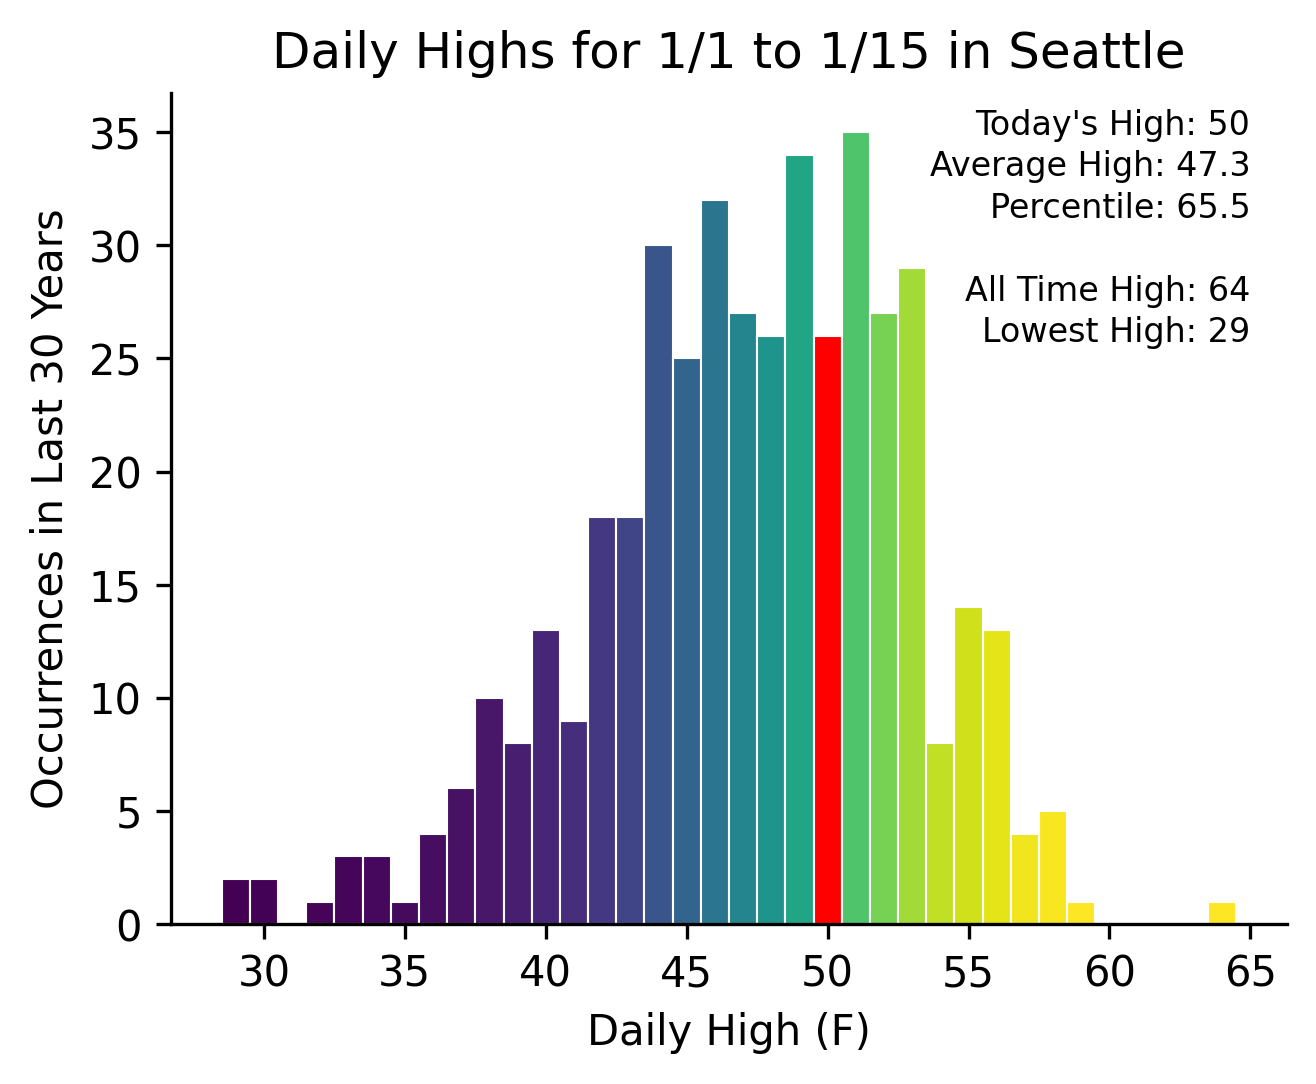 Daily Highs for 1/1 to 1/15 in Seattle
Today's High: 50
Average High: 47.3
Percentile: 65.5
All Time High: 64
Lowest High: 29
Occurrences in Last 30 Years
35
30
25
20
15
10
5
0
30 35 40 45 50 55 60 65
Daily High (F)